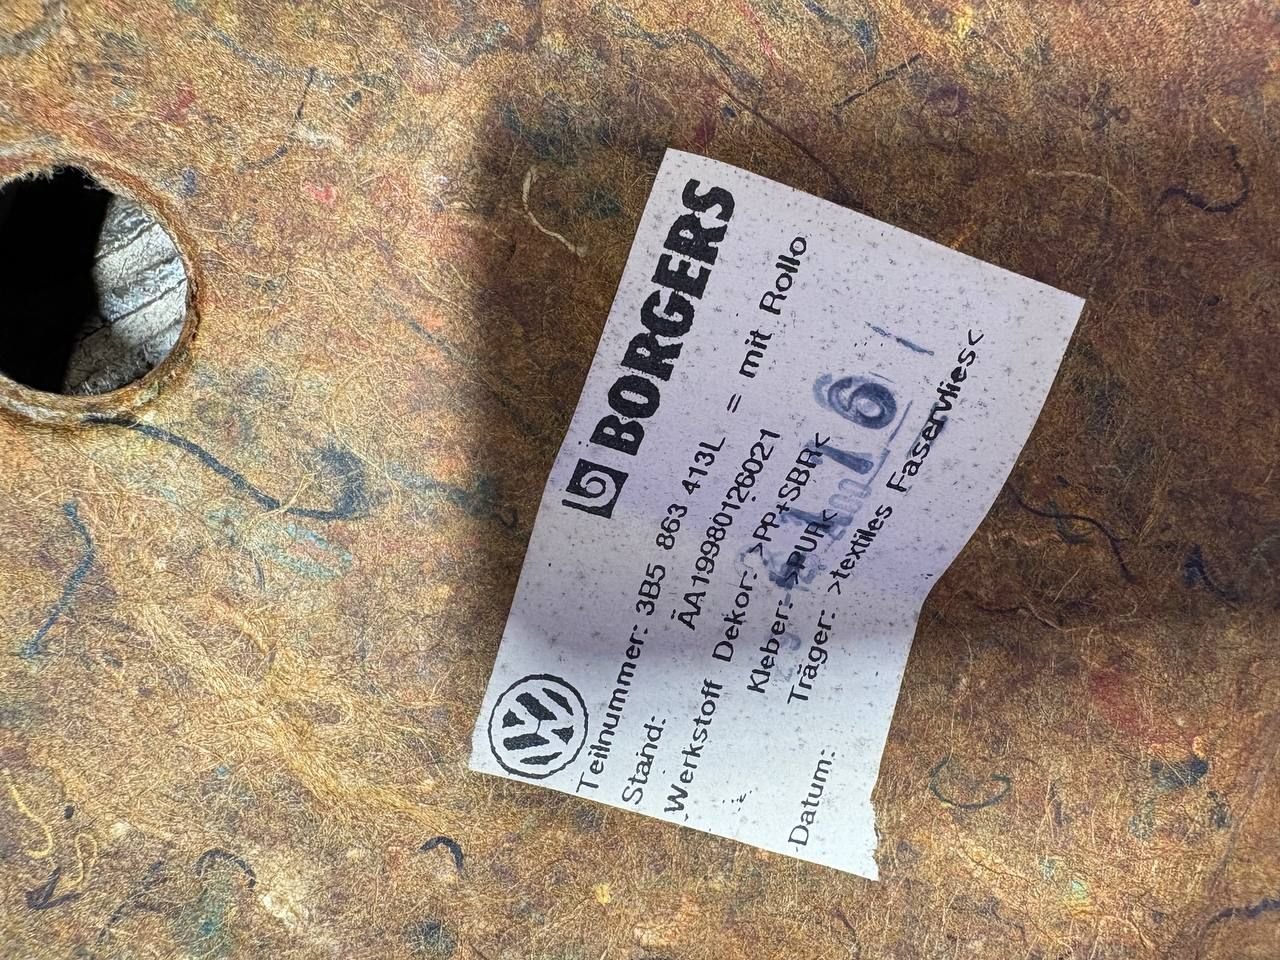 BORGERS
Teilnummer: 3B5 863 413L = mit Rollo
Stand: ÄA19980126021
Werkstoff Dekor: >PP+SBR<
Kleber: >PUR<
Träger: >textiles Faservlies<
Datum: